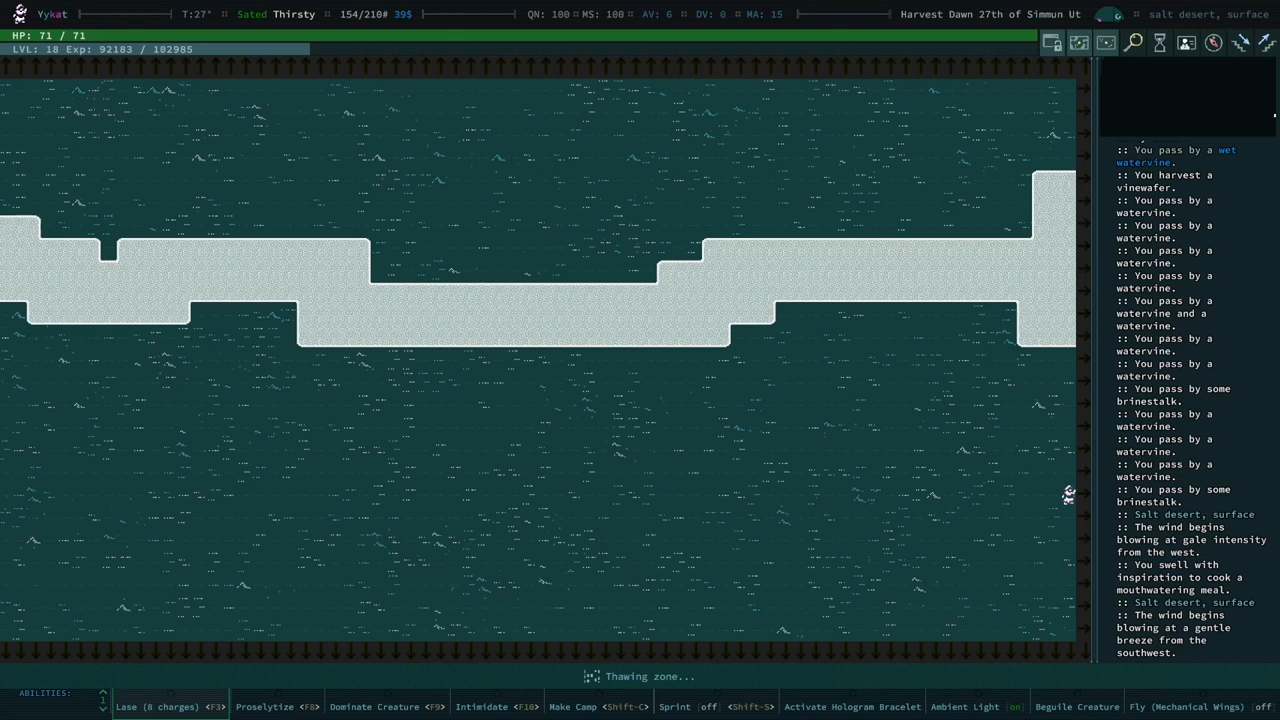 Yykat T:27° :: Sated Thirsty :: 154/210# 39$ QN: 100 :: MS: 100 :: AV: 6 :: DV: 0 :: MA: 15 Harvest Dawn 27th of Simmun Ut salt desert, surface
HP: 71 / 71
LVL: 18 Exp: 92183 / 102985
:: You pass by a wet
watervine.
:: You harvest a
vinewafer.
:: You pass by a
watervine.
:: You pass by a
watervine.
:: You pass by a
watervine.
:: You pass by a
watervine.
:: You pass by a
watervine and a
watervine.
:: You pass by a
watervine.
:: You pass by a
watervine.
:: You pass by some
brinestalk.
:: You pass by a
watervine.
:: You pass by a
watervine.
:: You pass by a
watervine.
:: You pass by some
brinestalk.
:: Salt desert, surface
:: The wind begins
blowing at gale intensity
from the west.
:: You swell with
inspiration to cook a
mouthwatering meal.
:: Salt desert, surface
:: The wind begins
blowing at a gentle
breeze from the
southwest.
Thawing zone...
ABILITIES:
1
Lase (8 charges) <F3> Proselytize <F8> Dominate Creature <F9> Intimidate <F10> Make Camp <Shift-C> Sprint [off] <Shift-S> Activate Hologram Bracelet Ambient Light [on] Beguile Creature Fly (Mechanical Wings) [off]